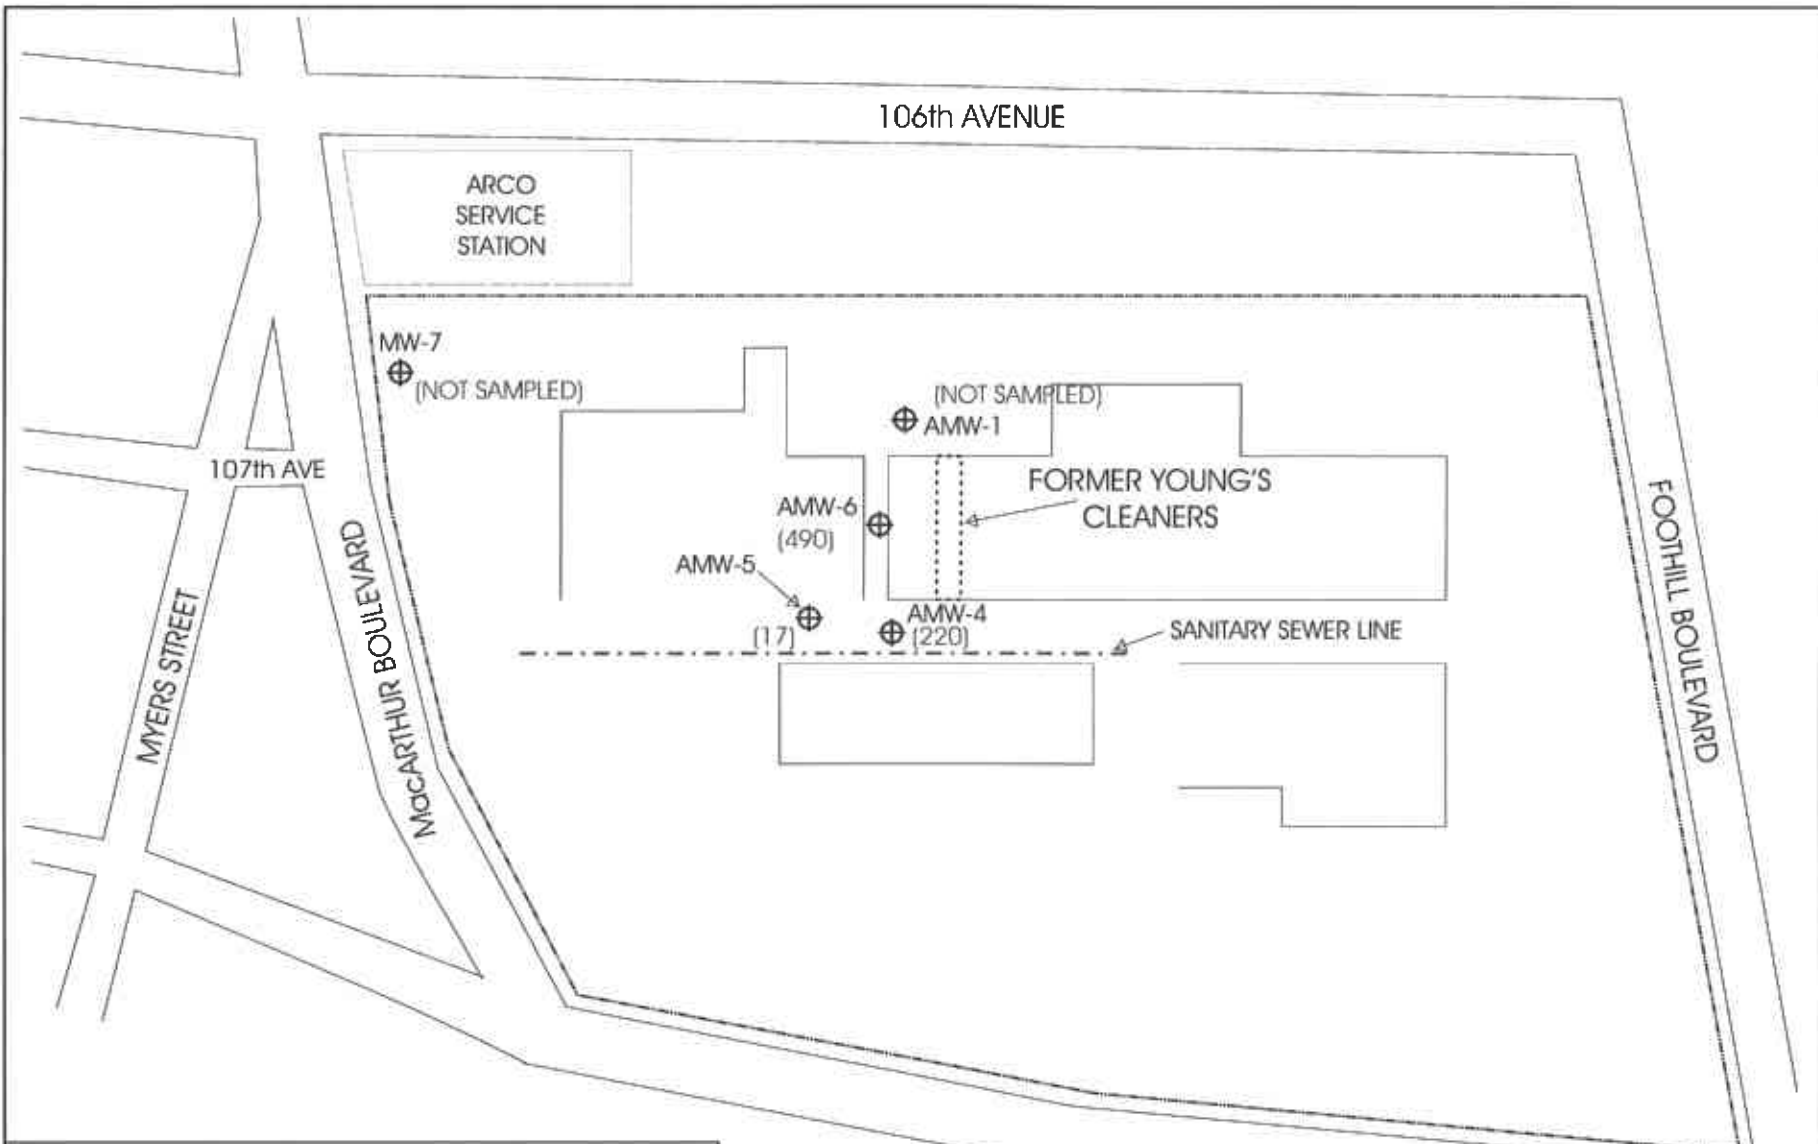 106th AVENUE
ARCO
SERVICE
STATION
MW-7
(NOT SAMPLED)
(NOT SAMPLED)
AMW-1
107th AVE
FORMER YOUNG'S
CLEANERS
AMW-6
(490)
AMW-5
AMW-4
(17)
(220)
SANITARY SEWER LINE
MYERS STREET
MacARTHUR BOULEVARD
FOOTHILL BOULEVARD